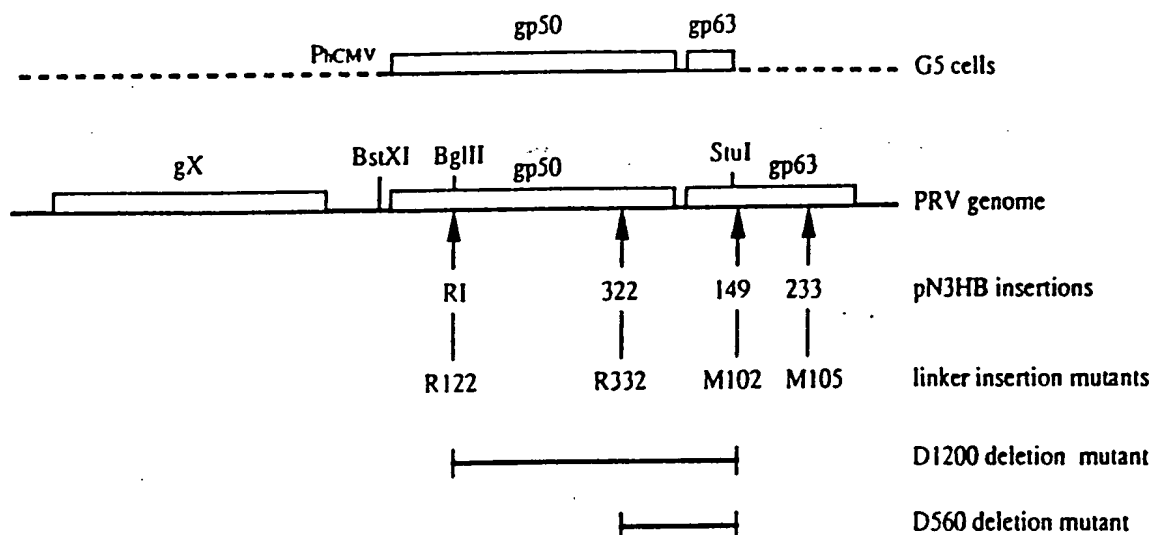 gp50 gp63
PhCMV G5 cells
gX BstXI BglII gp50 StuI gp63
PRV genome
RI 322 149 233 pN3HB insertions
R122 R332 M102 M105 linker insertion mutants
D1200 deletion mutant
D560 deletion mutant